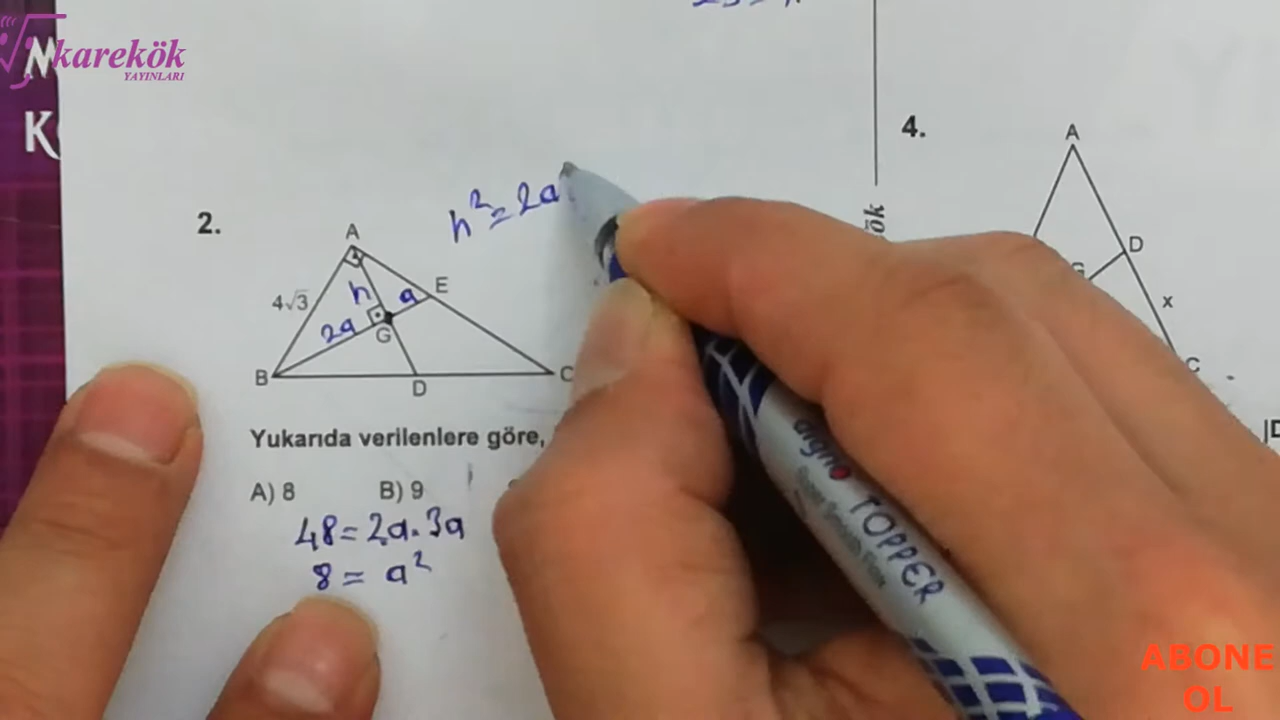 karekök
YAYINLARI
2.
A
4√3
h
a
E
2a
G
B
D
C
h² = 2a
Yukarıda verilenlere göre,
A) 8
B) 9
48 = 2a.3a
8 = a²
4.
A
D
x
C
TOPPER
ABONE
OL